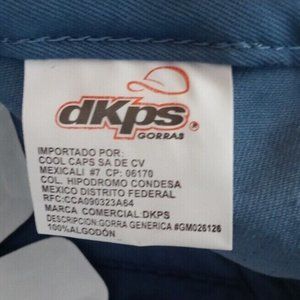 dKps
GORRAS
IMPORTADO POR:
COOL CAPS SA DE CV
MEXICALI #7 CP: 06170
COL. HIPODROMO CONDESA
MEXICO DISTRITO FEDERAL
RFC:CCA090323A64
MARCA COMERCIAL:DKPS
DESCRIPCION:GORRA GENERICA #GM026126
100%ALGODÓN